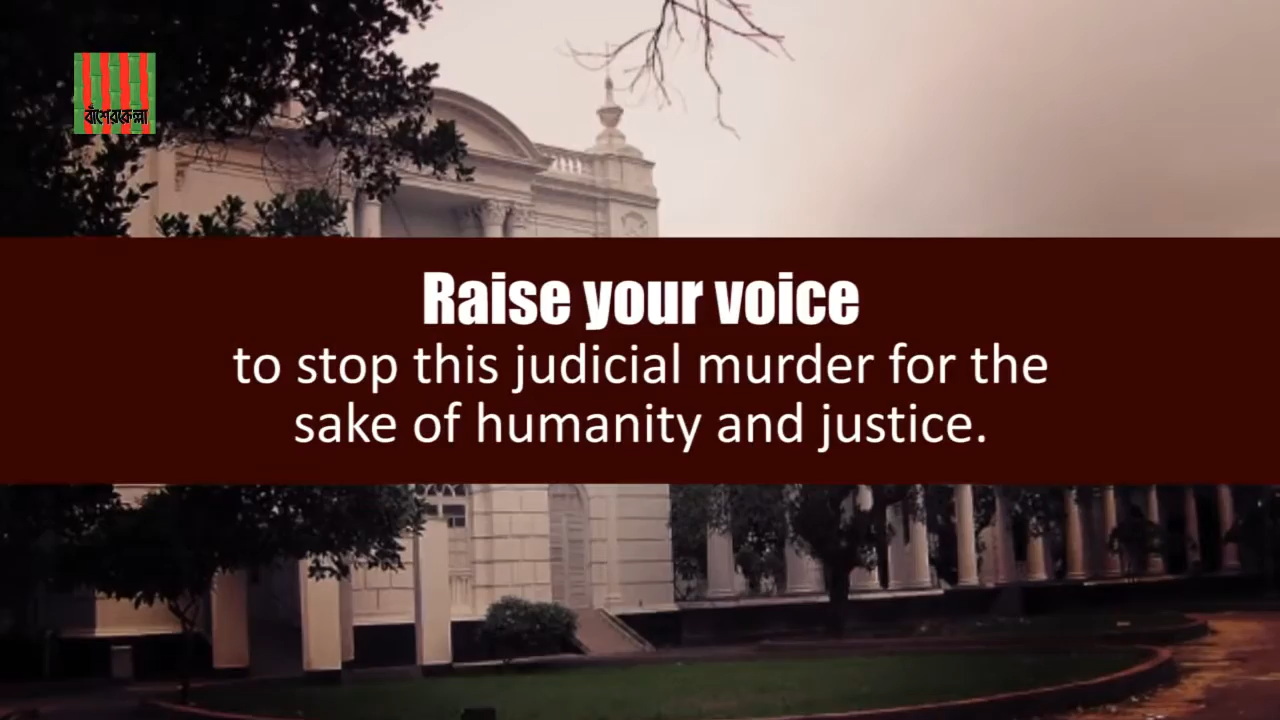 বাঁশেরকেল্লা
Raise your voice
to stop this judicial murder for the
sake of humanity and justice.